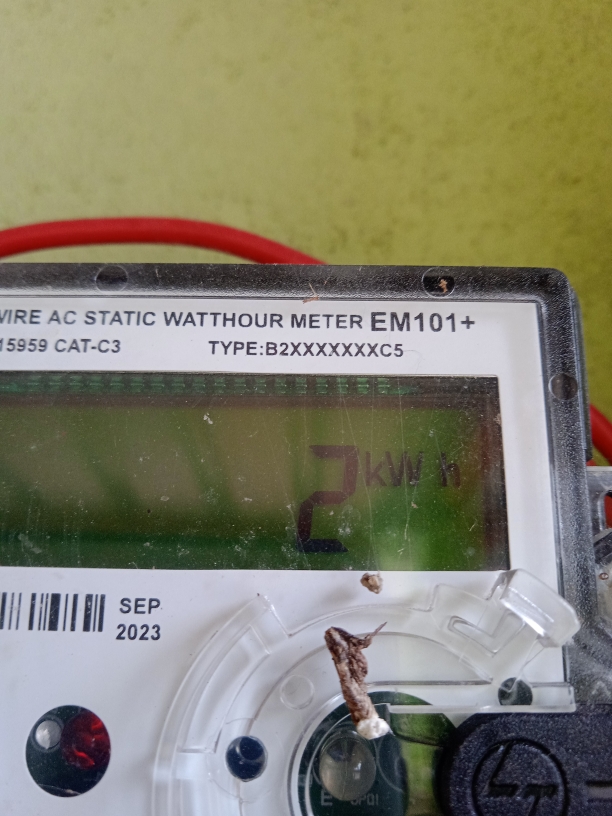 WIRE AC STATIC WATTHOUR METER EM101+
15959 CAT-C3 TYPE:B2XXXXXXXC5
2 kWh
SEP
2023